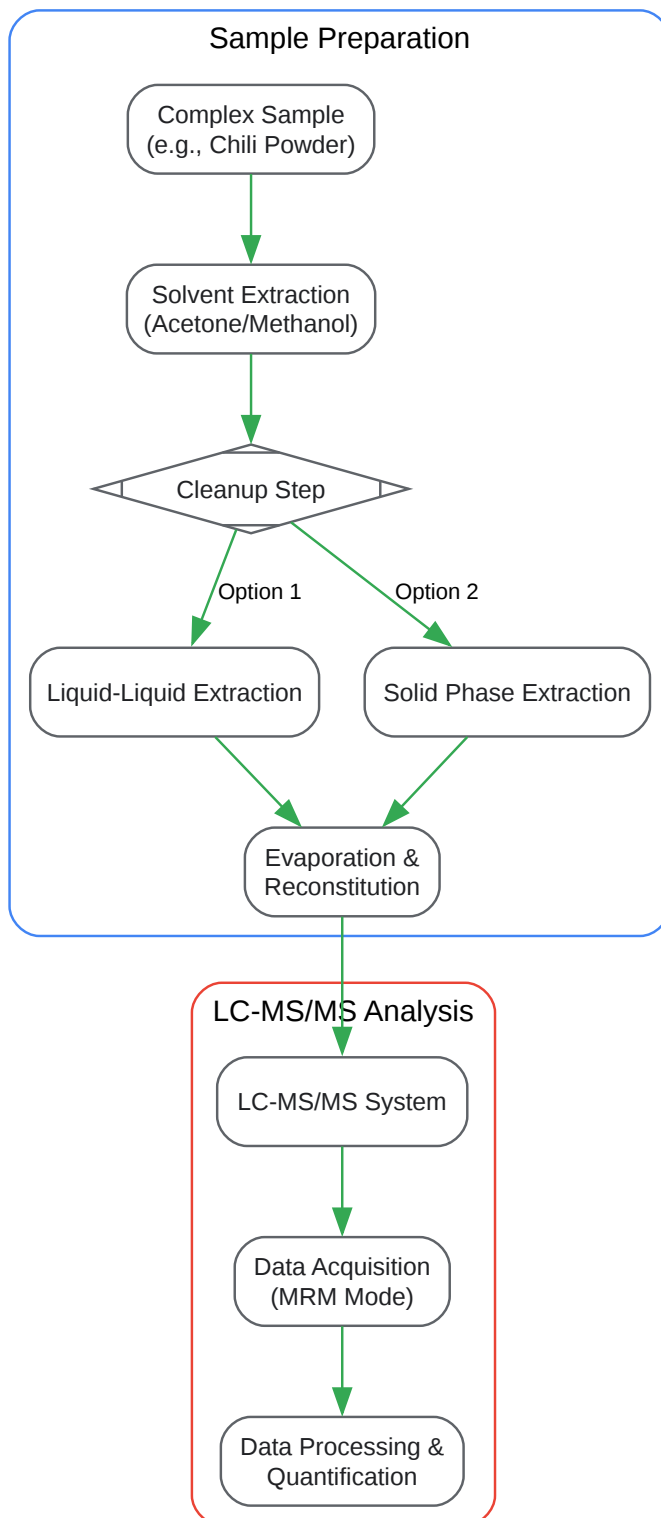 Sample Preparation
Complex Sample
(e.g., Chili Powder)
Solvent Extraction
(Acetone/Methanol)
Cleanup Step
Option 1
Option 2
Liquid-Liquid Extraction
Solid Phase Extraction
Evaporation &
Reconstitution
LC-MS/MS Analysis
LC-MS/MS System
Data Acquisition
(MRM Mode)
Data Processing &
Quantification